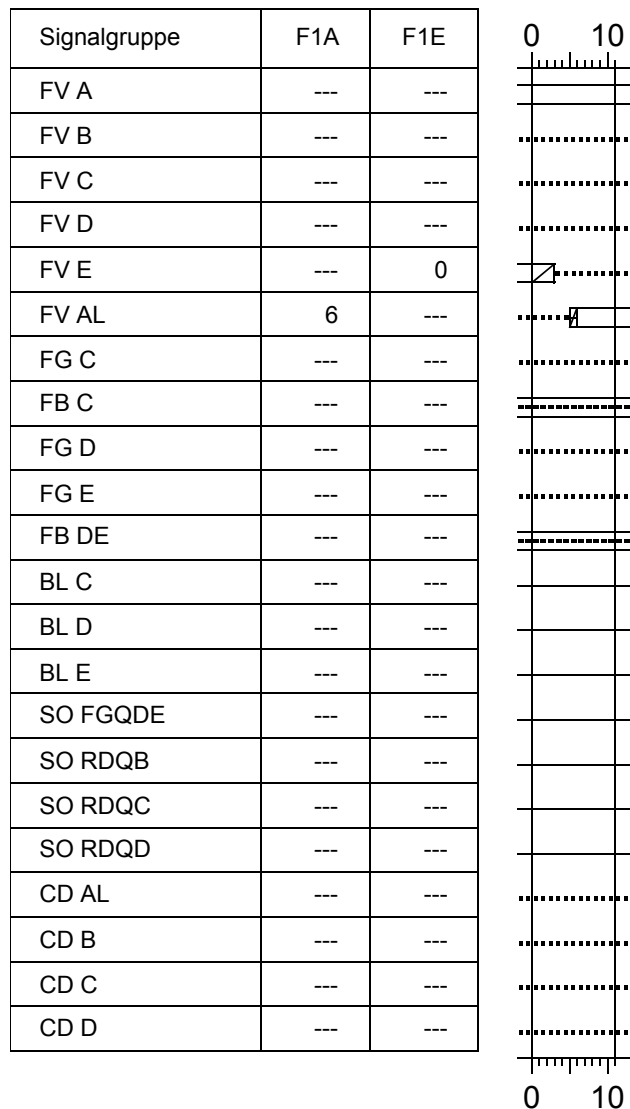 Signalgruppe F1A F1E 0 10
FV A --- ---
FV B --- ---
FV C --- ---
FV D --- ---
FV E --- 0
FV AL 6 ---
FG C --- ---
FB C --- ---
FG D --- ---
FG E --- ---
FB DE --- ---
BL C --- ---
BL D --- ---
BL E --- ---
SO FGQDE --- ---
SO RDQB --- ---
SO RDQC --- ---
SO RDQD --- ---
CD AL --- ---
CD B --- ---
CD C --- ---
CD D --- ---
0 10